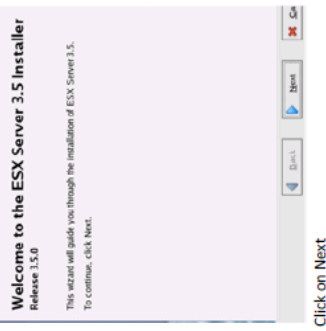 Welcome to the ESX Server 3.5 Installer
Release 3.5.0
This wizard will guide you through the installation of ESX Server 3.5.
To continue, click Next.
Back
Next
Click on Next